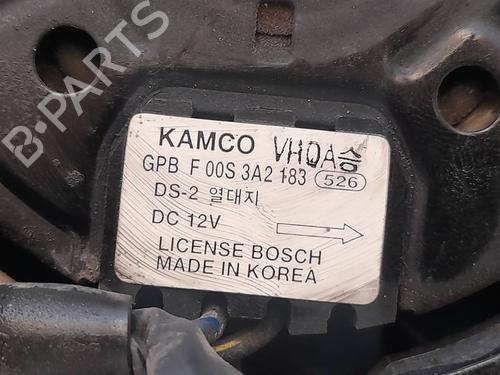 B-PARTS
KAMCO VHQA승
GPB F 00S 3A2 183 526
DS-2 열대지
DC 12V
LICENSE BOSCH
MADE IN KOREA